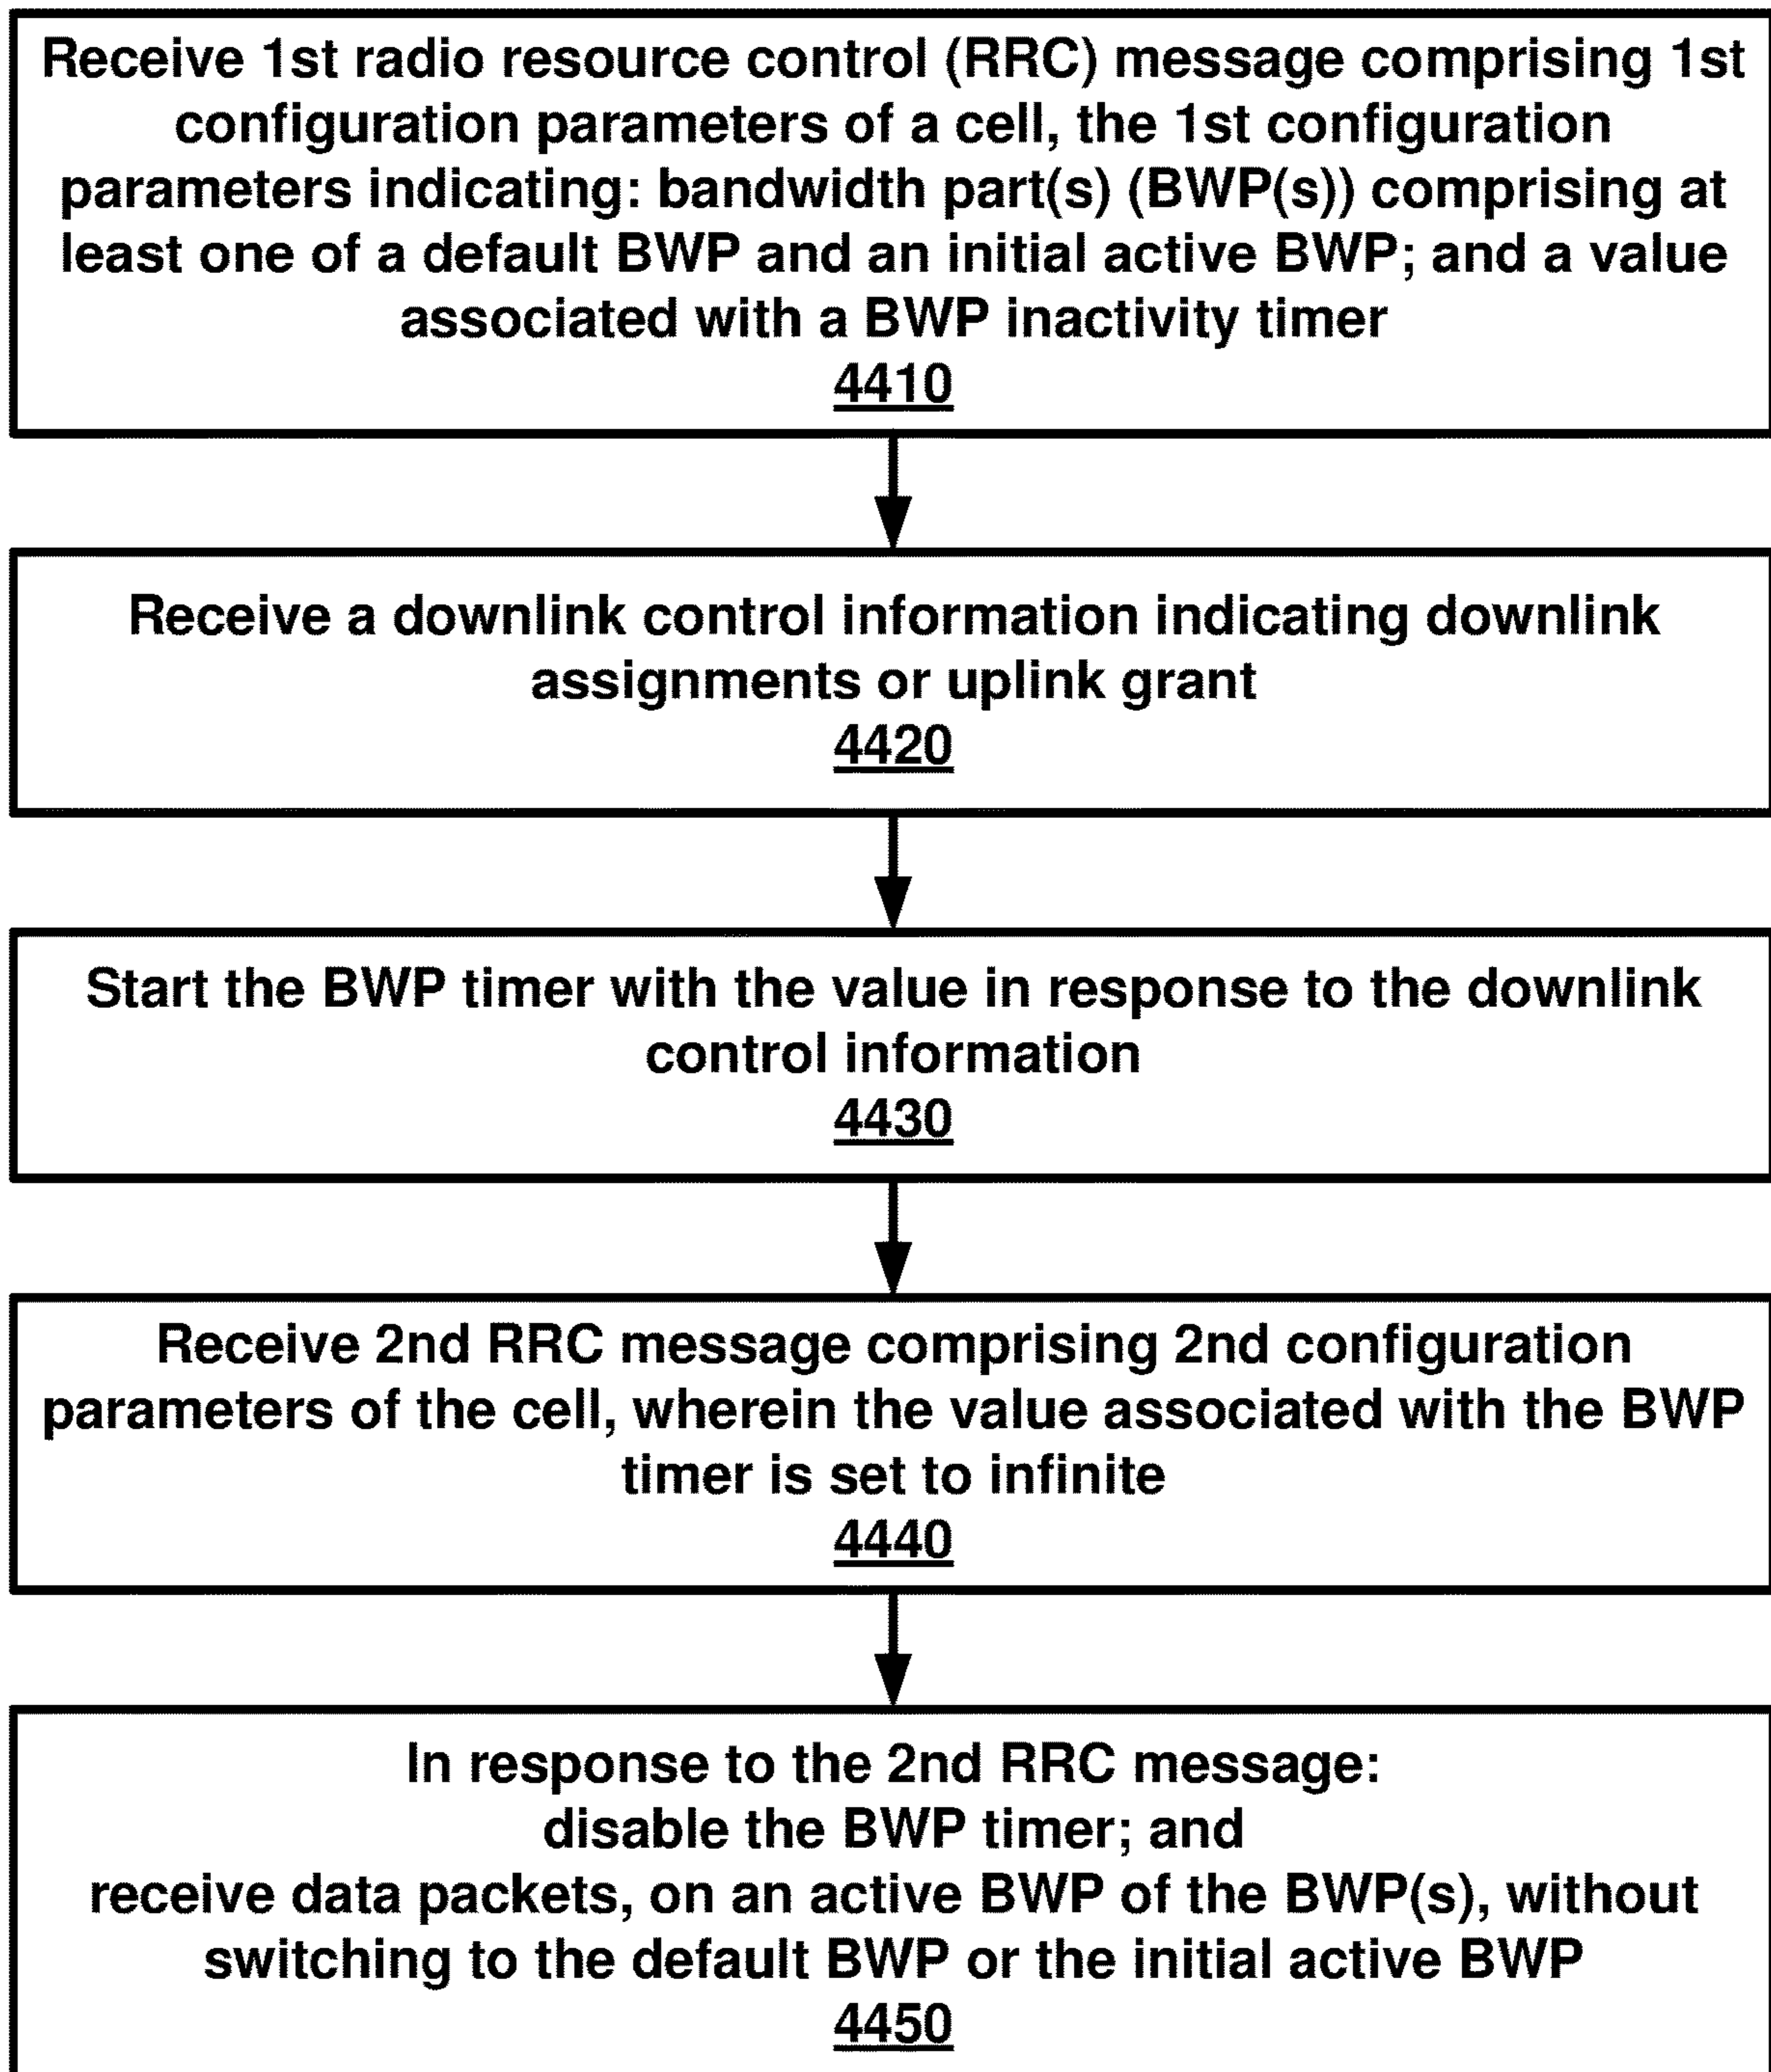 Receive 1st radio resource control (RRC) message comprising 1st
configuration parameters of a cell, the 1st configuration
parameters indicating: bandwidth part(s) (BWP(s)) comprising at
least one of a default BWP and an initial active BWP; and a value
associated with a BWP inactivity timer
4410
Receive a downlink control information indicating downlink
assignments or uplink grant
4420
Start the BWP timer with the value in response to the downlink
control information
4430
Receive 2nd RRC message comprising 2nd configuration
parameters of the cell, wherein the value associated with the BWP
timer is set to infinite
4440
In response to the 2nd RRC message:
disable the BWP timer; and
receive data packets, on an active BWP of the BWP(s), without
switching to the default BWP or the initial active BWP
4450